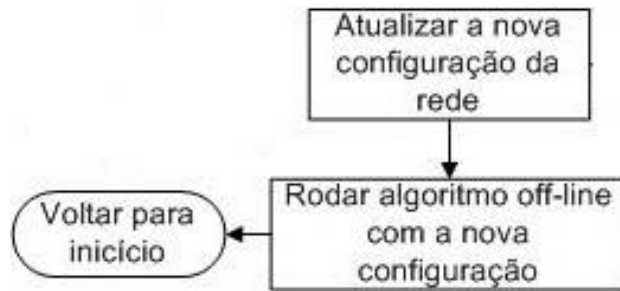 Atualizar a nova
configuração da
rede
Rodar algoritmo off-line
com a nova
configuração
Voltar para
inicício